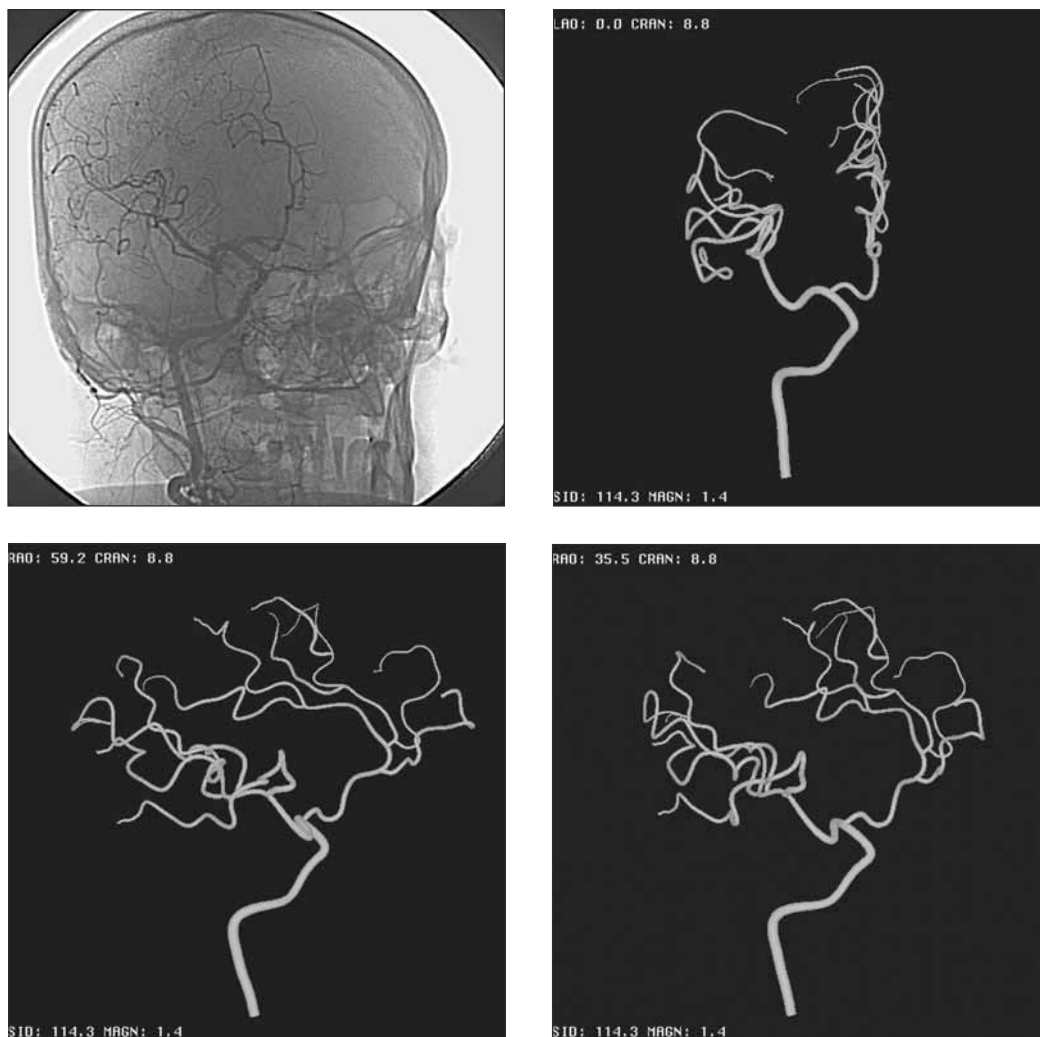 LAO: 0.0 CRAN: 8.8
SID: 114.3 MAGN: 1.4
RAO: 59.2 CRAN: 8.8
RAO: 35.5 CRAN: 8.8
SID: 114.3 MAGN: 1.4
SID: 114.3 MAGN: 1.4